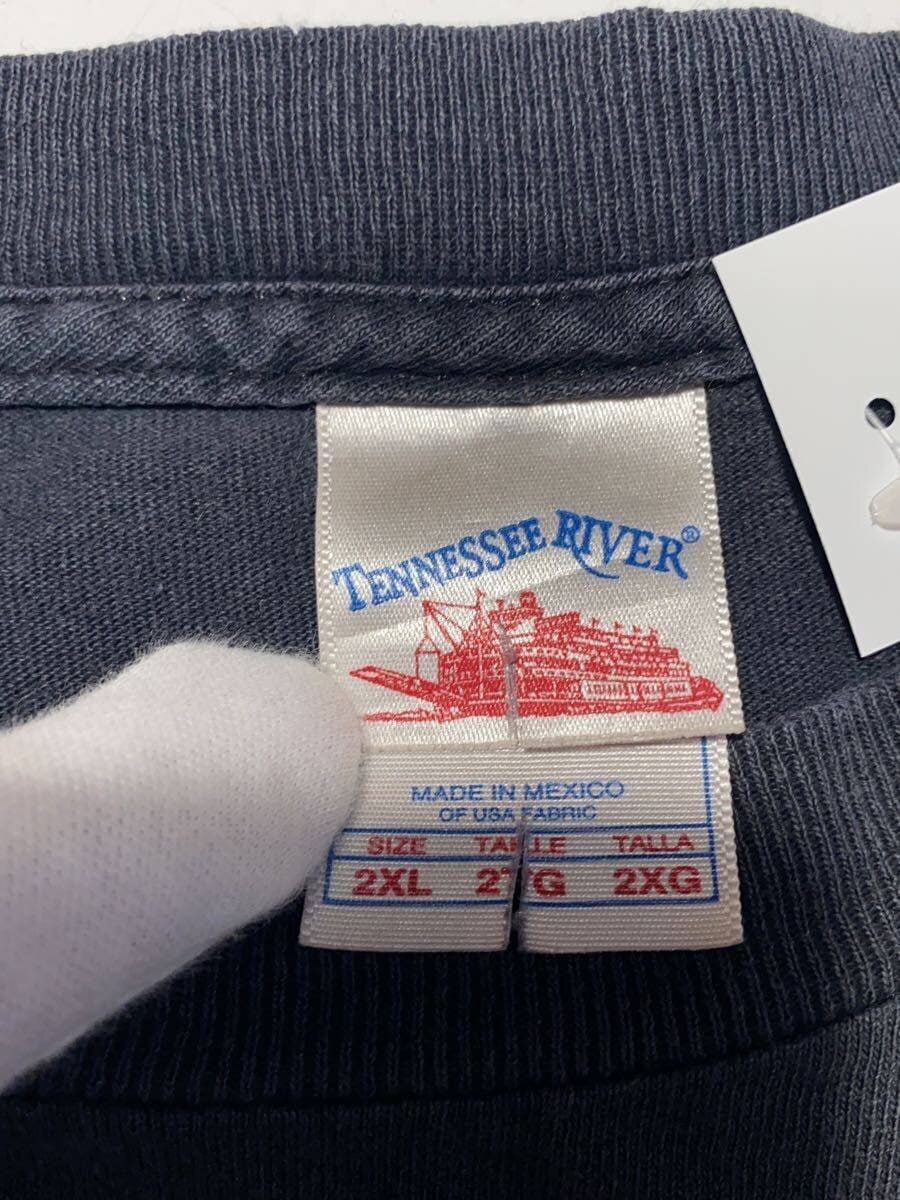 TENNESSEE RIVER®
MADE IN MEXICO
OF USA FABRIC
SIZE TALLA
2XL 2XG